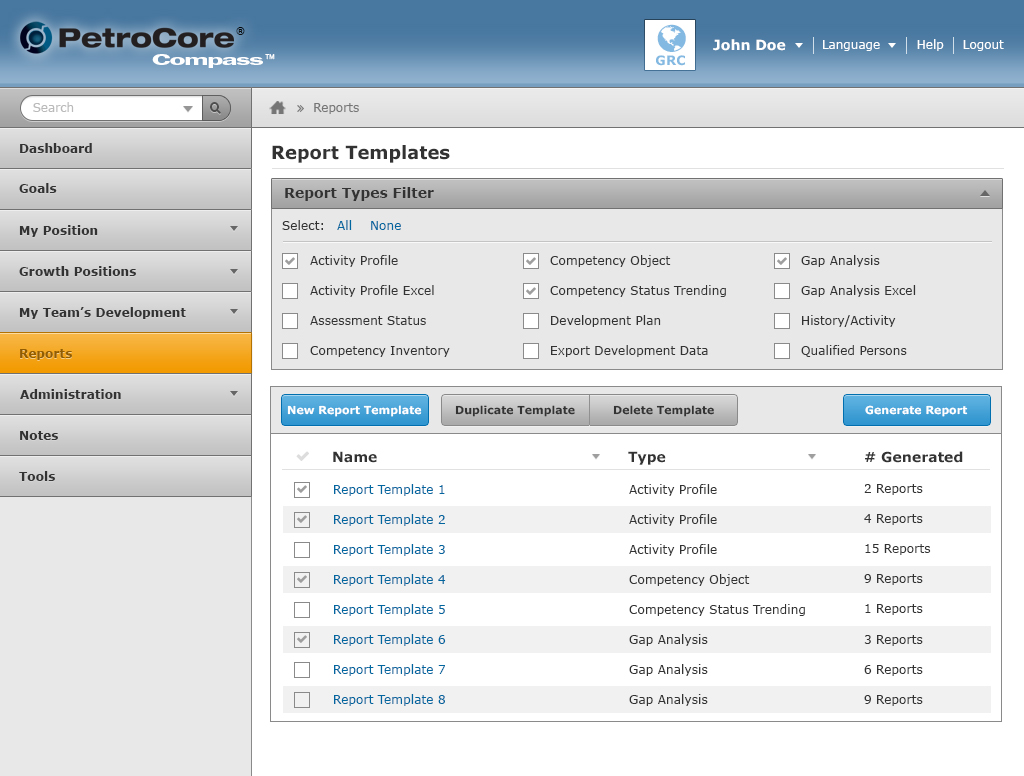 PetroCore®
Compass™
GRC
John Doe
Language
Help
Logout
Search
» Reports
Dashboard
Goals
My Position
Growth Positions
My Team’s Development
Reports
Administration
Notes
Tools
Report Templates
Report Types Filter
Select: All None
Activity Profile Competency Object Gap Analysis
Activity Profile Excel Competency Status Trending Gap Analysis Excel
Assessment Status Development Plan History/Activity
Competency Inventory Export Development Data Qualified Persons
New Report Template Duplicate Template Delete Template Generate Report
Name Type # Generated
Report Template 1 Activity Profile 2 Reports
Report Template 2 Activity Profile 4 Reports
Report Template 3 Activity Profile 15 Reports
Report Template 4 Competency Object 9 Reports
Report Template 5 Competency Status Trending 1 Reports
Report Template 6 Gap Analysis 3 Reports
Report Template 7 Gap Analysis 6 Reports
Report Template 8 Gap Analysis 9 Reports